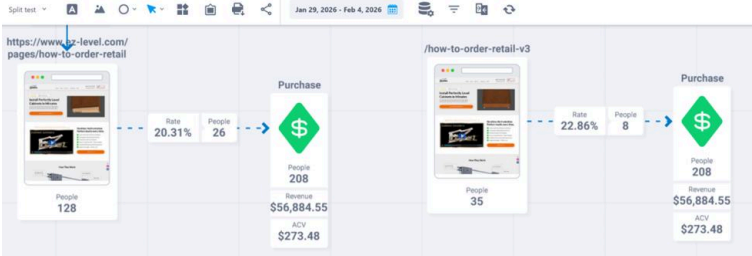 Split test
A
Jan 29, 2026 - Feb 4, 2026
https://www.ez-level.com/
pages/how-to-order-retail
People
128
Rate
20.31%
People
26
Purchase
$
People
208
Revenue
$56,884.55
ACV
$273.48
/how-to-order-retail-v3
People
35
Rate
22.86%
People
8
Purchase
$
People
208
Revenue
$56,884.55
ACV
$273.48